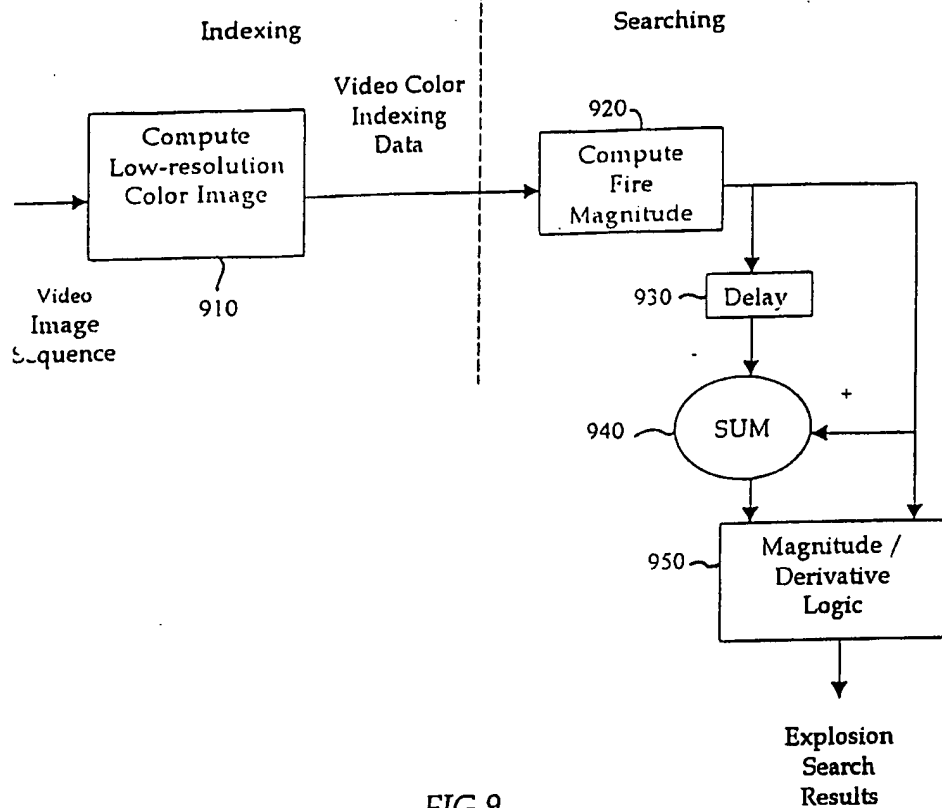 Indexing
Searching
Video Color
Indexing
Data
920
Compute
Low-resolution
Color Image
Compute
Fire
Magnitude
910
Video
Image
930
Delay
+
-
940
SUM
950
Magnitude /
Derivative
Logic
Explosion
Search
Results
FIG 9